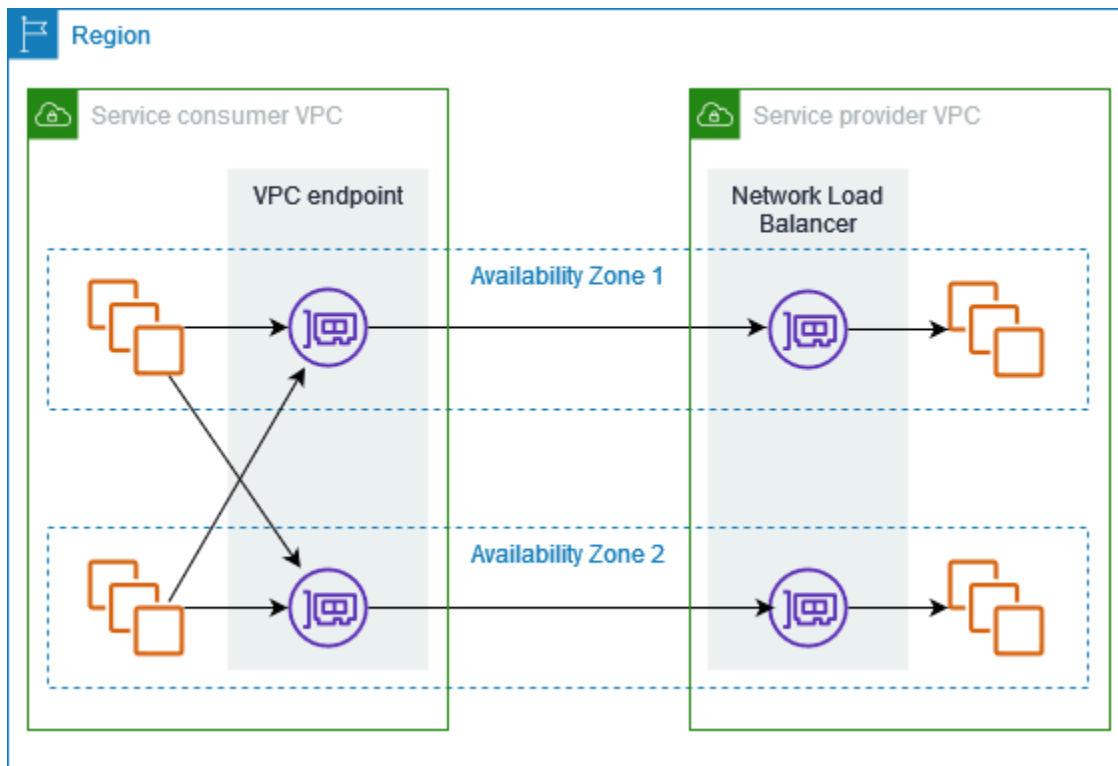 Region
Service consumer VPC
Service provider VPC
VPC endpoint
Network Load
Balancer
Availability Zone 1
Availability Zone 2